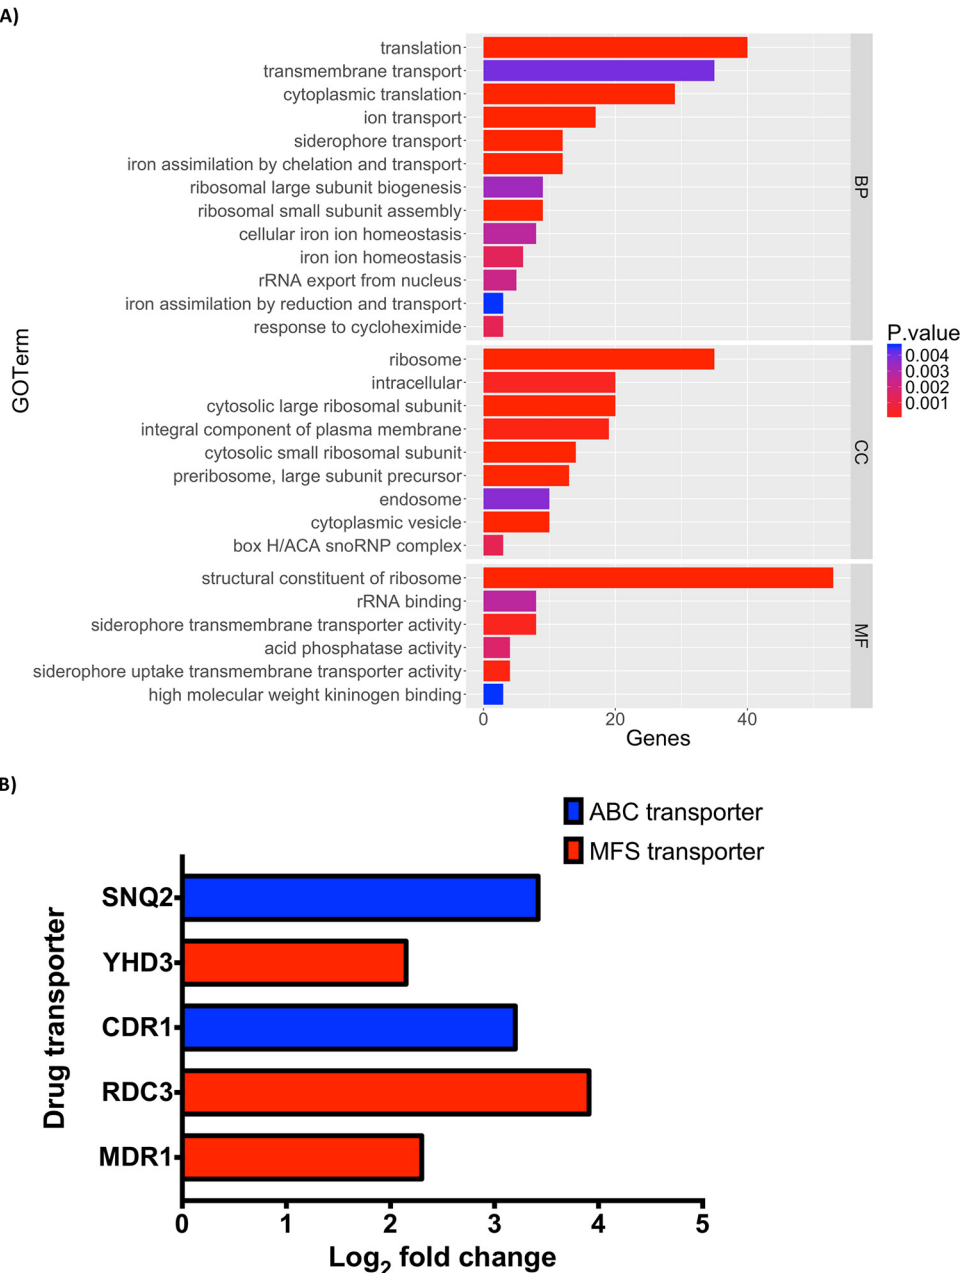 A)
translation
transmembrane transport
cytoplasmic translation
ion transport
siderophore transport
iron assimilation by chelation and transport
ribosomal large subunit biogenesis
ribosomal small subunit assembly
cellular iron ion homeostasis
iron ion homeostasis
rRNA export from nucleus
iron assimilation by reduction and transport
response to cycloheximide
BP
ribosome
intracellular
cytosolic large ribosomal subunit
integral component of plasma membrane
cytosolic small ribosomal subunit
preribosome, large subunit precursor
endosome
cytoplasmic vesicle
box H/ACA snoRNP complex
CC
structural constituent of ribosome
rRNA binding
siderophore transmembrane transporter activity
acid phosphatase activity
siderophore uptake transmembrane transporter activity
high molecular weight kininogen binding
MF
GOTerm
0 20 40
Genes
P.value
0.004
0.003
0.002
0.001
B)
ABC transporter
MFS transporter
SNQ2
YHD3
CDR1
RDC3
MDR1
Drug transporter
0 1 2 3 4 5
Log2 fold change